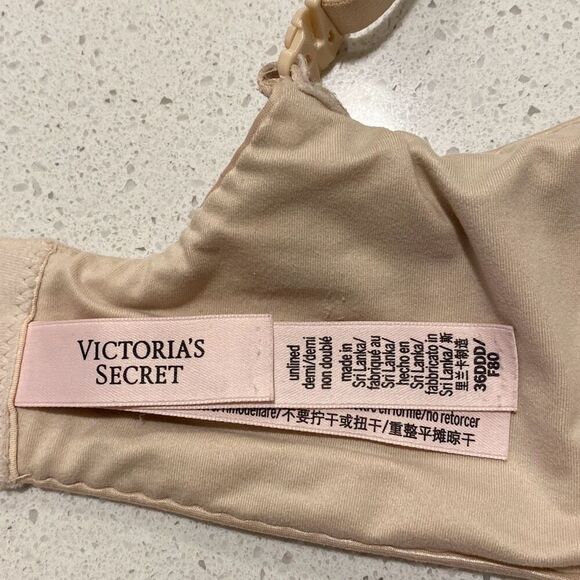 VICTORIA'S
SECRET
unlined
demi/demi
non doublé
made in
Sri Lanka/
fabriqué au
Sri Lanka/
hecho en
Sri Lanka/
fabbricato in
Sri Lanka/ 斯
里兰卡制造
36DDD/
F80
en forme/no retorcer
/不要拧干或扭干/重整平摊晾干